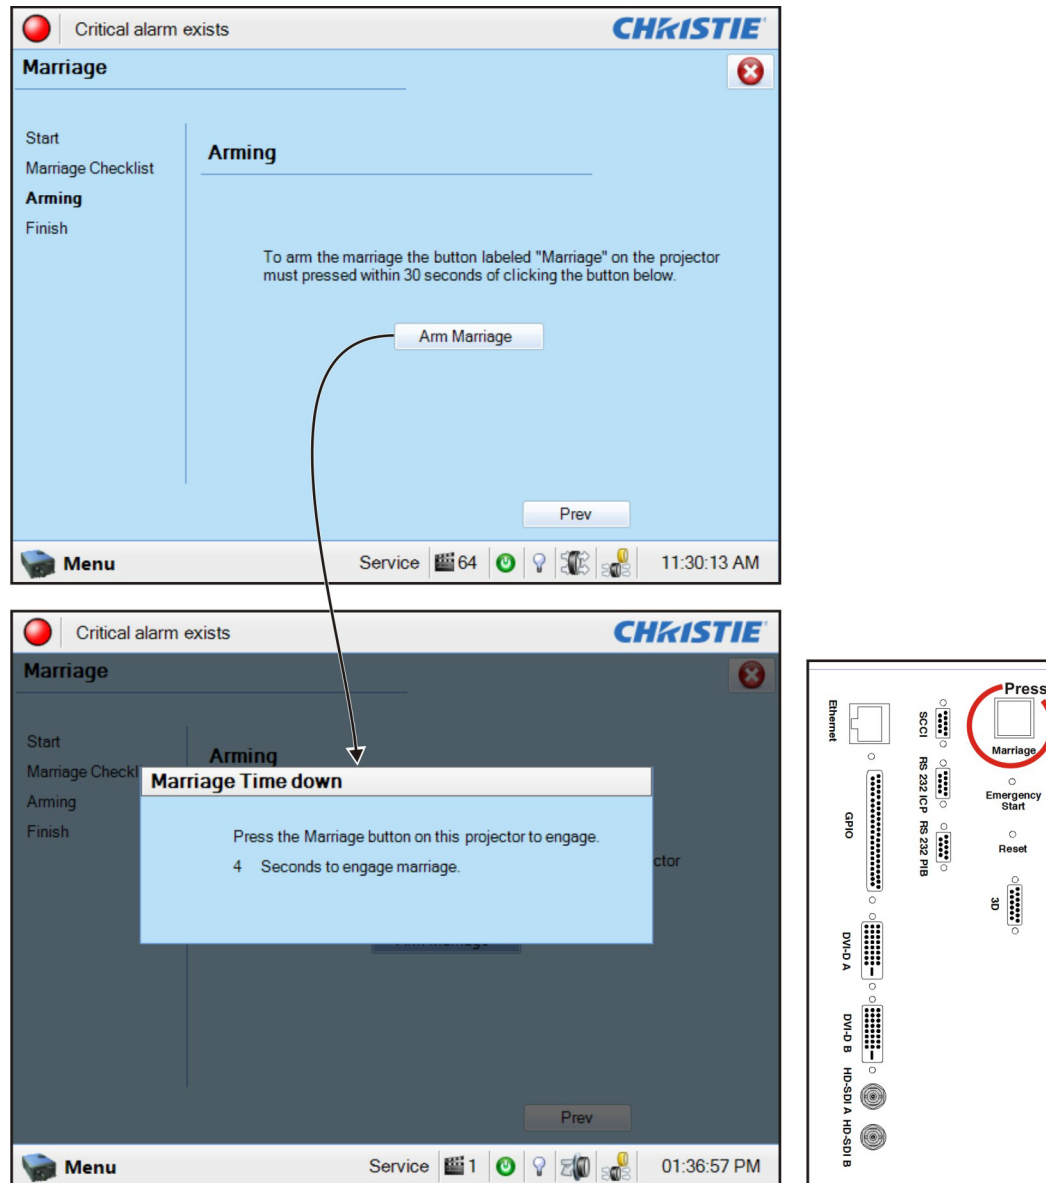 Critical alarm exists
CHRISTIE
Marriage
Start
Marriage Checklist
Arming
Finish
Arming
To arm the marriage the button labeled "Marriage" on the projector
must pressed within 30 seconds of clicking the button below.
Arm Marriage
Prev
Menu
Service
64
11:30:13 AM
Critical alarm exists
CHRISTIE
Marriage
Start
Marriage Checkl
Arming
Finish
Arming
Marriage Time down
Press the Marriage button on this projector to engage.
4 Seconds to engage marriage.
ctor
Prev
Menu
Service
1
01:36:57 PM
Press
Marriage
Emergency
Start
Reset
3D
SCCI
RS 232 ICP
RS 232 PIB
Ethernet
GPIO
DVI-D A
DVI-D B
HD-SDI A
HD-SDI B